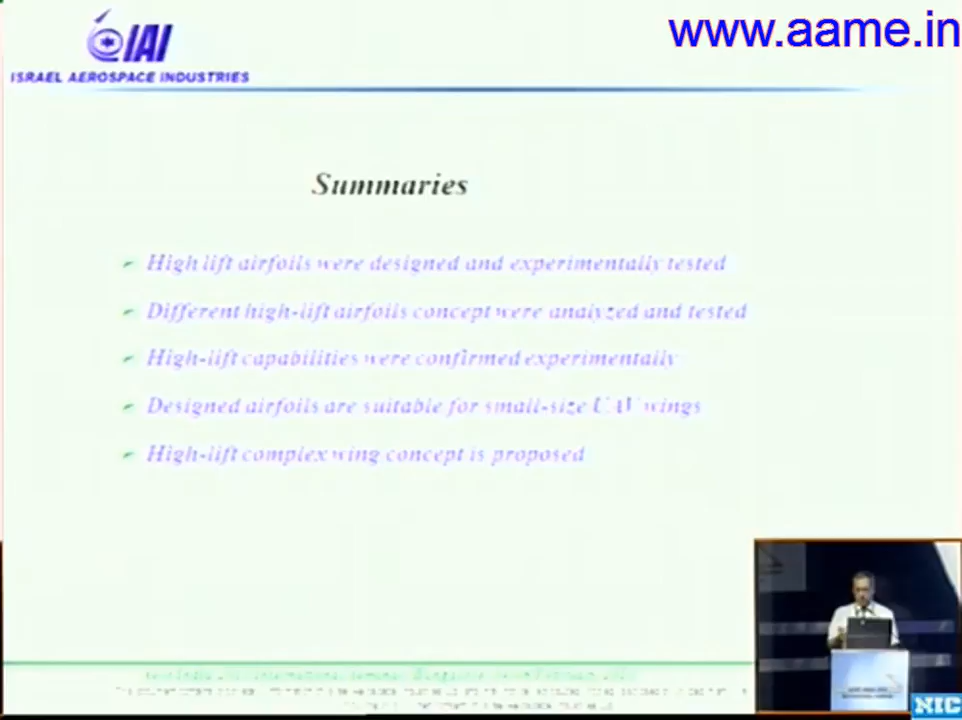 IAI
www.aame.in
ISRAEL AEROSPACE INDUSTRIES
Summaries
High lift airfoils were designed and experimentally tested
Different high-lift airfoils concept were analyzed and tested
High-lift capabilities were confirmed experimentally
Designed airfoils are suitable for small-size UAV wings
High-lift complex wing concept is proposed
NIC